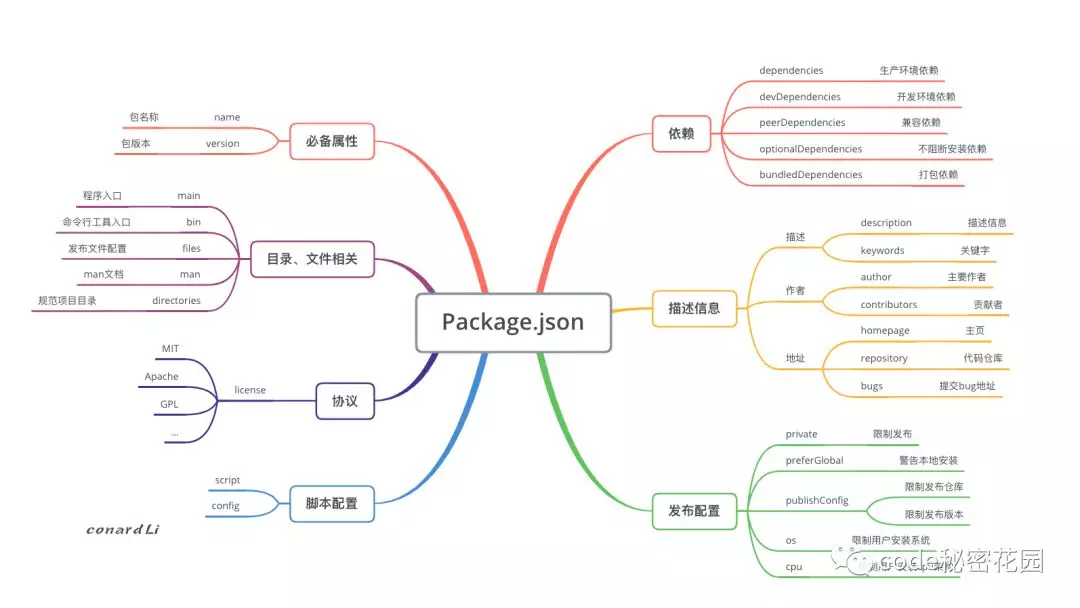 Package.json
必备属性
包名称 name
包版本 version
目录、文件相关
程序入口 main
命令行工具入口 bin
发布文件配置 files
man文档 man
规范项目目录 directories
协议
license
MIT
Apache
GPL
...
脚本配置
script
config
conardLi
依赖
dependencies 生产环境依赖
devDependencies 开发环境依赖
peerDependencies 兼容依赖
optionalDependencies 不阻断安装依赖
bundledDependencies 打包依赖
描述信息
描述
description 描述信息
keywords 关键字
作者
author 主要作者
contributors 贡献者
地址
homepage 主页
repository 代码仓库
bugs 提交bug地址
发布配置
private 限制发布
preferGlobal 警告本地安装
publishConfig
限制发布仓库
限制发布版本
os 限制用户安装系统
cpu
code秘密花园